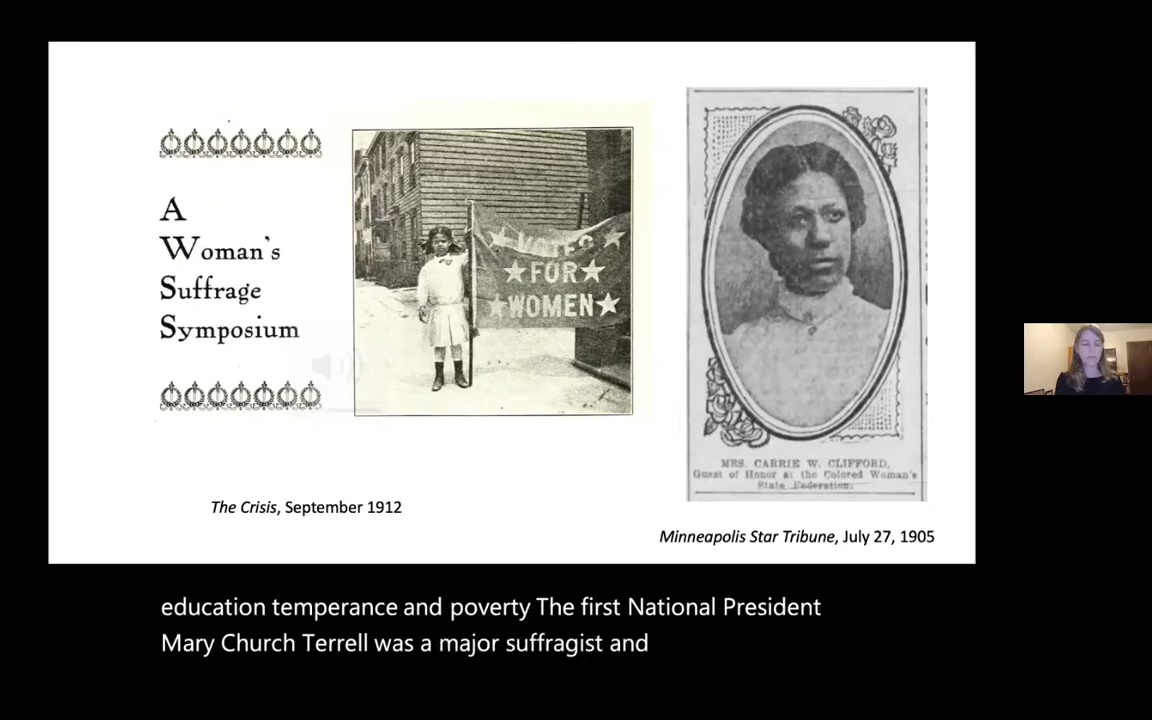 A
Woman's
Suffrage
Symposium
VOTES
FOR
WOMEN
The Crisis, September 1912
MRS. CARRIE W. CLIFFORD,
Guest of Honor at the Colored Woman's
State Federation.
Minneapolis Star Tribune, July 27, 1905
education temperance and poverty The first National President
Mary Church Terrell was a major suffragist and